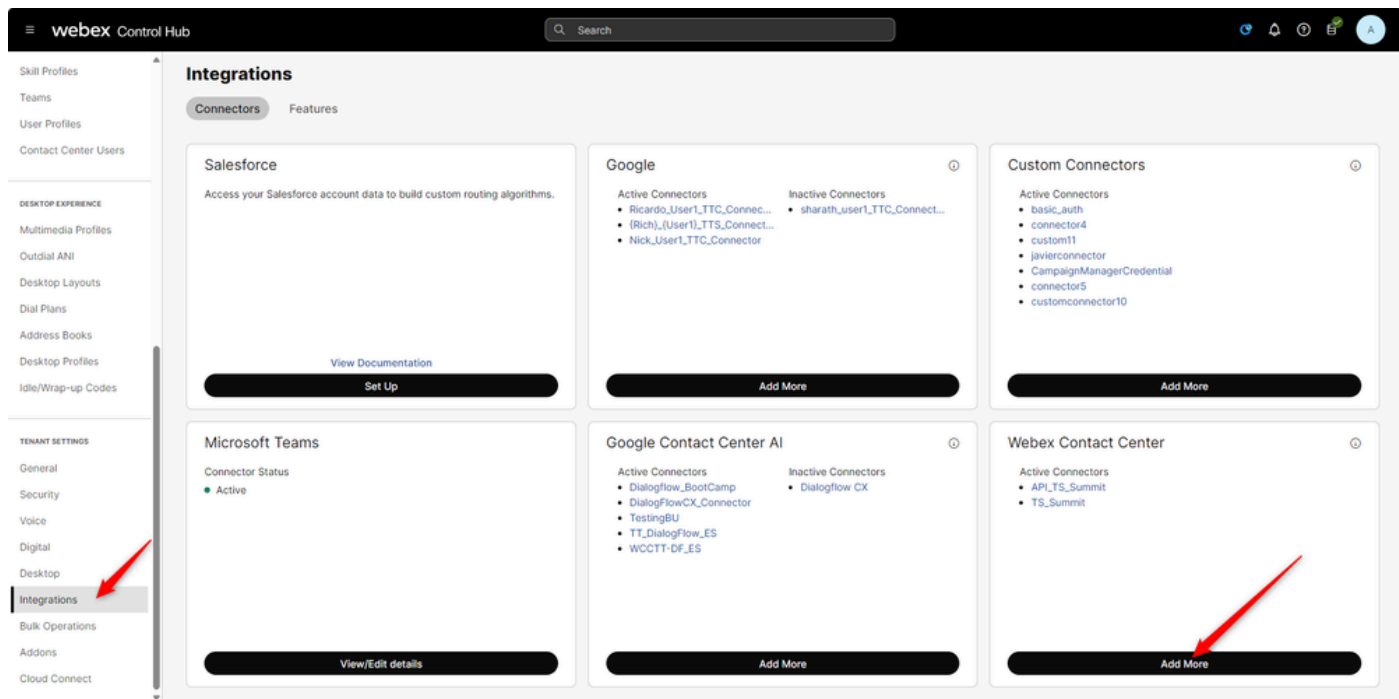 webex Control Hub
Search
A
Skill Profiles
Teams
User Profiles
Contact Center Users
DESKTOP EXPERIENCE
Multimedia Profiles
Outdial ANI
Desktop Layouts
Dial Plans
Address Books
Desktop Profiles
Idle/Wrap-up Codes
TENANT SETTINGS
General
Security
Voice
Digital
Desktop
Integrations
Bulk Operations
Addons
Cloud Connect
Integrations
Connectors
Features
Salesforce
Access your Salesforce account data to build custom routing algorithms.
View Documentation
Set Up
Google
Active Connectors
Ricardo_User1_TTC_Connec...
{Rich}_{User1}_TTS_Connect...
Nick_User1_TTC_Connector
Inactive Connectors
sharath_user1_TTC_Connect...
Add More
Custom Connectors
Active Connectors
basic_auth
connector4
custom11
javierconnector
CampaignManagerCredential
connector5
customconnector10
Add More
Microsoft Teams
Connector Status
Active
View/Edit details
Google Contact Center AI
Active Connectors
Dialogflow_BootCamp
DialogFlowCX_Connector
TestingBU
TT_DialogFlow_ES
WCCTT-DF_ES
Inactive Connectors
Dialogflow CX
Add More
Webex Contact Center
Active Connectors
API_TS_Summit
TS_Summit
Add More